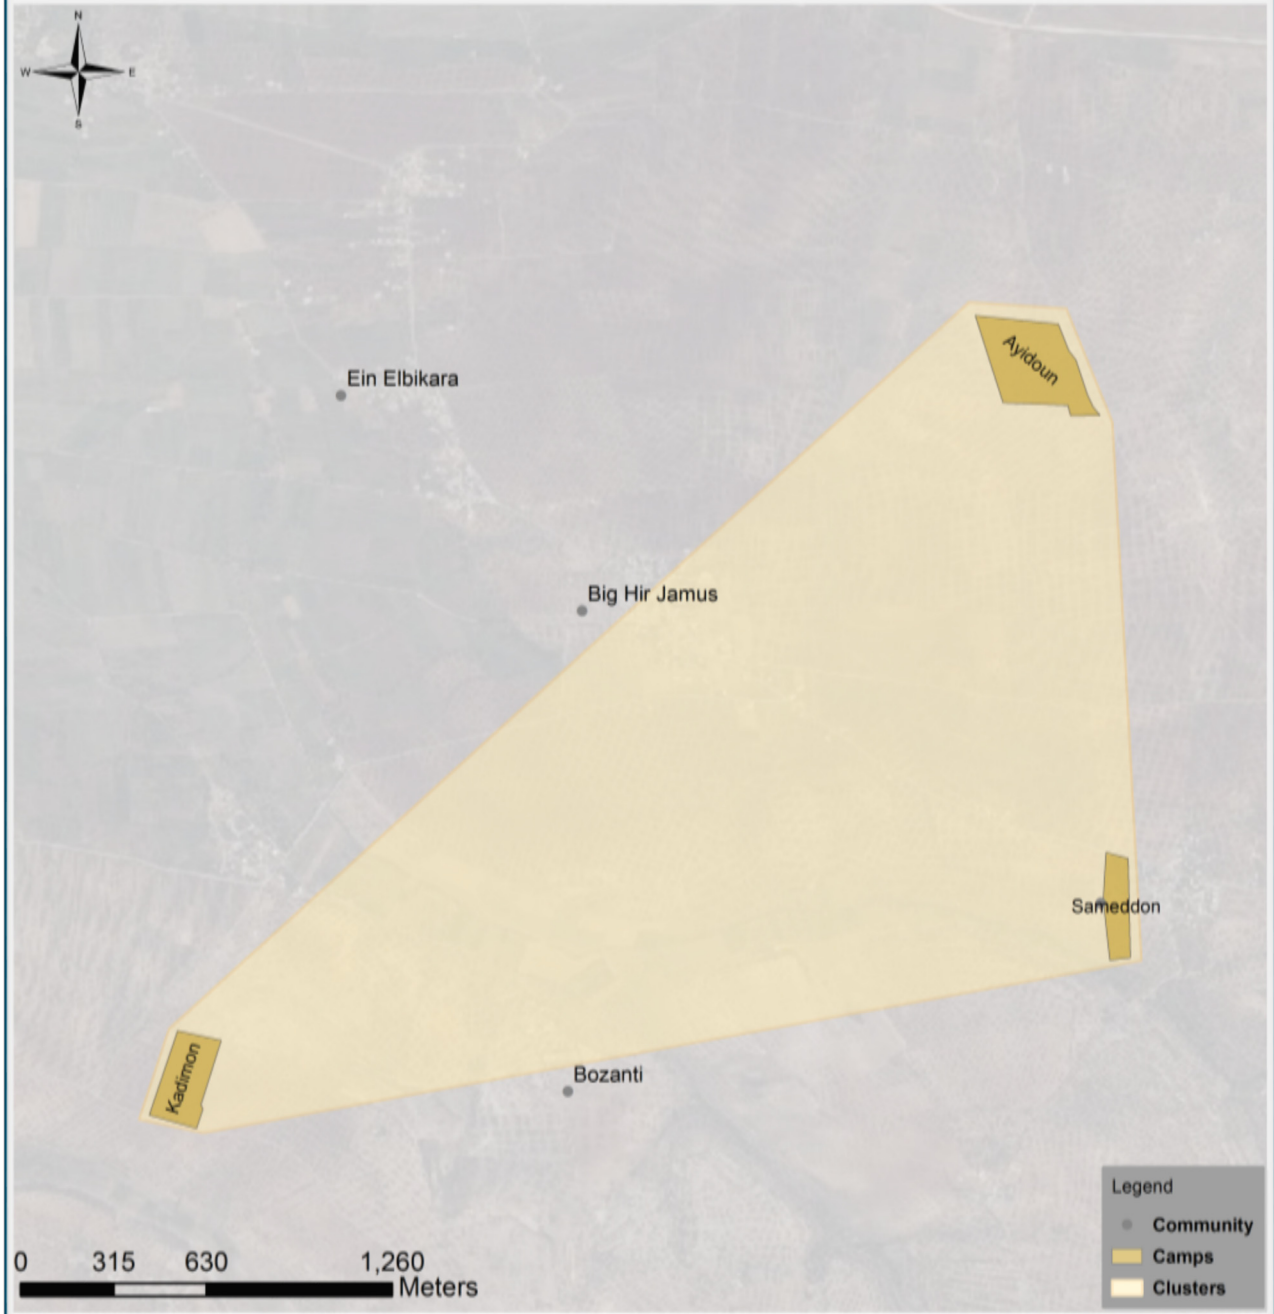 N
W E
S
Ayidoun
Ein Elbikara
Big Hir Jamus
Sameddon
Kadimon
Bozanti
Legend
Community
Camps
Clusters
0 315 630 1,260
Meters